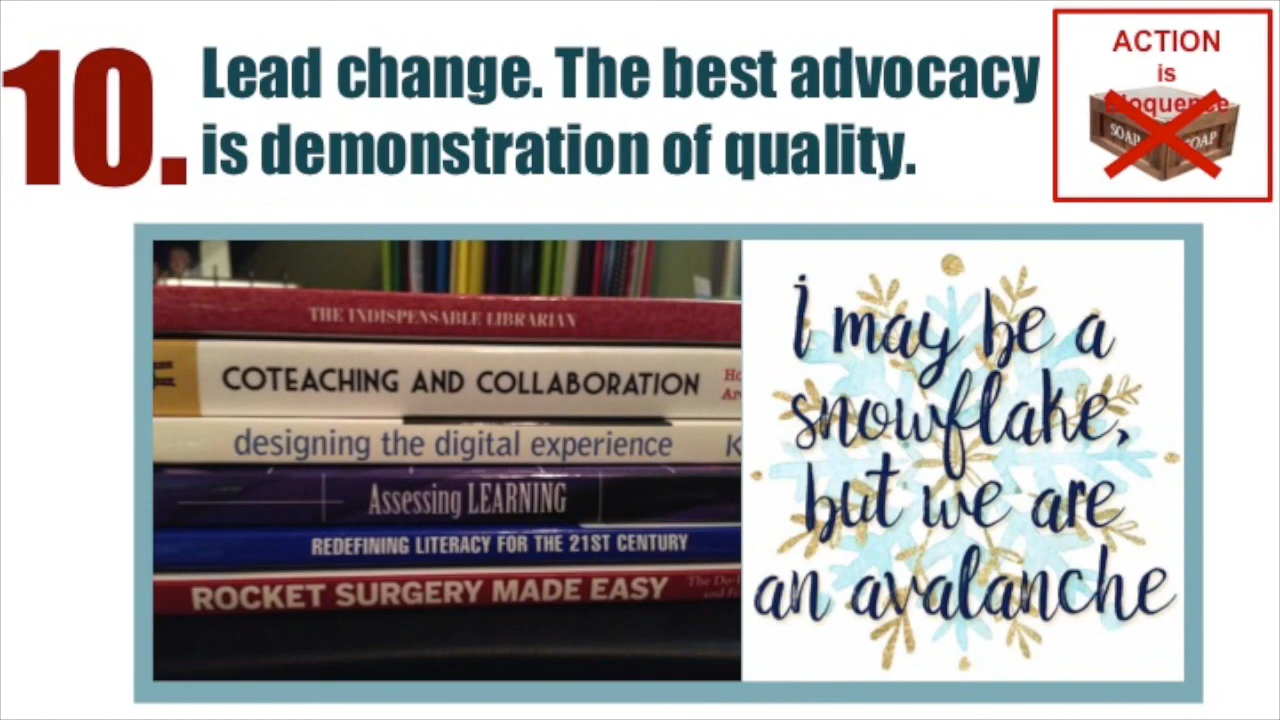 10.
Lead change. The best advocacy
is demonstration of quality.
ACTION
is
eloquence
SOAP
SOAP
THE INDISPENSABLE LIBRARIAN
COTEACHING AND COLLABORATION
designing the digital experience
K
Assessing LEARNING
REDEFINING LITERACY FOR THE 21ST CENTURY
ROCKET SURGERY MADE EASY
I may be a
snowflake,
but we are
an avalanche